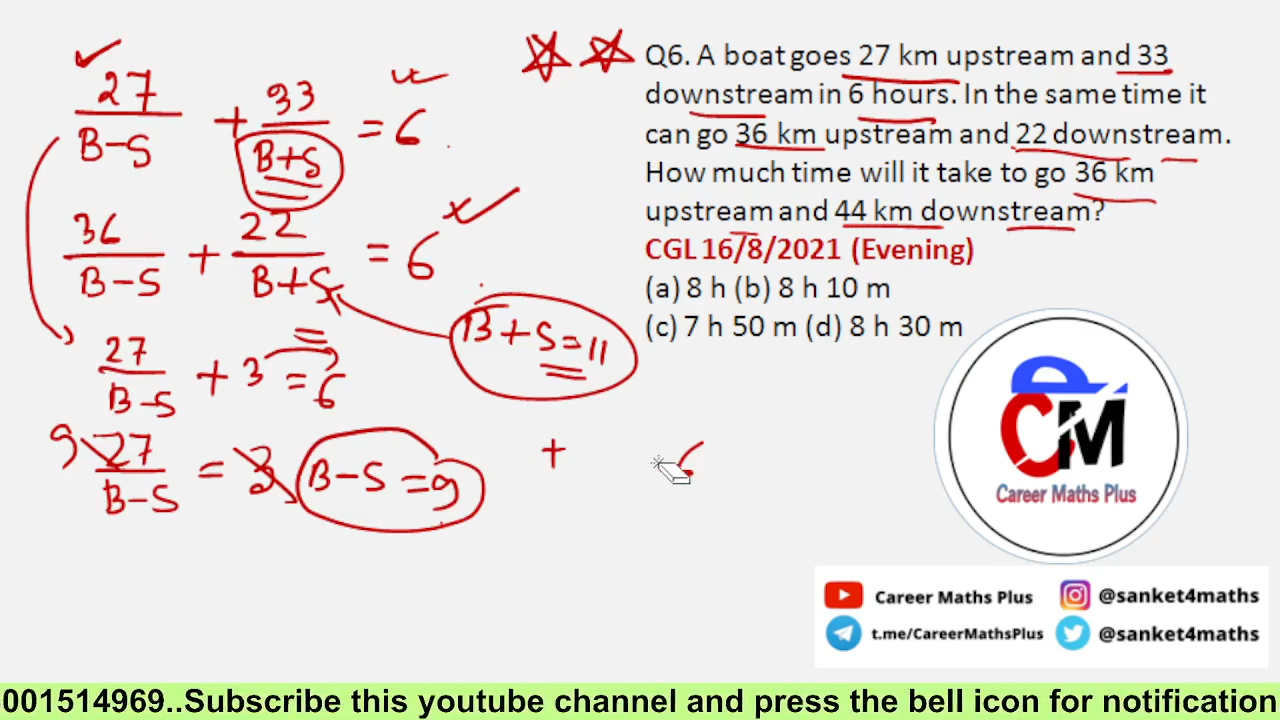 27/B-S + 33/B+S = 6
36/B-S + 22/B+S = 6
B+S=11
27/B-S + 3 = 6
9 27/B-S = 3 B-S = 9
+
Q6. A boat goes 27 km upstream and 33
downstream in 6 hours. In the same time it
can go 36 km upstream and 22 downstream.
How much time will it take to go 36 km
upstream and 44 km downstream?
CGL 16/8/2021 (Evening)
(a) 8 h (b) 8 h 10 m
(c) 7 h 50 m (d) 8 h 30 m
CM
Career Maths Plus
Career Maths Plus @sanket4maths
t.me/CareerMathsPlus @sanket4maths
001514969..Subscribe this youtube channel and press the bell icon for notification